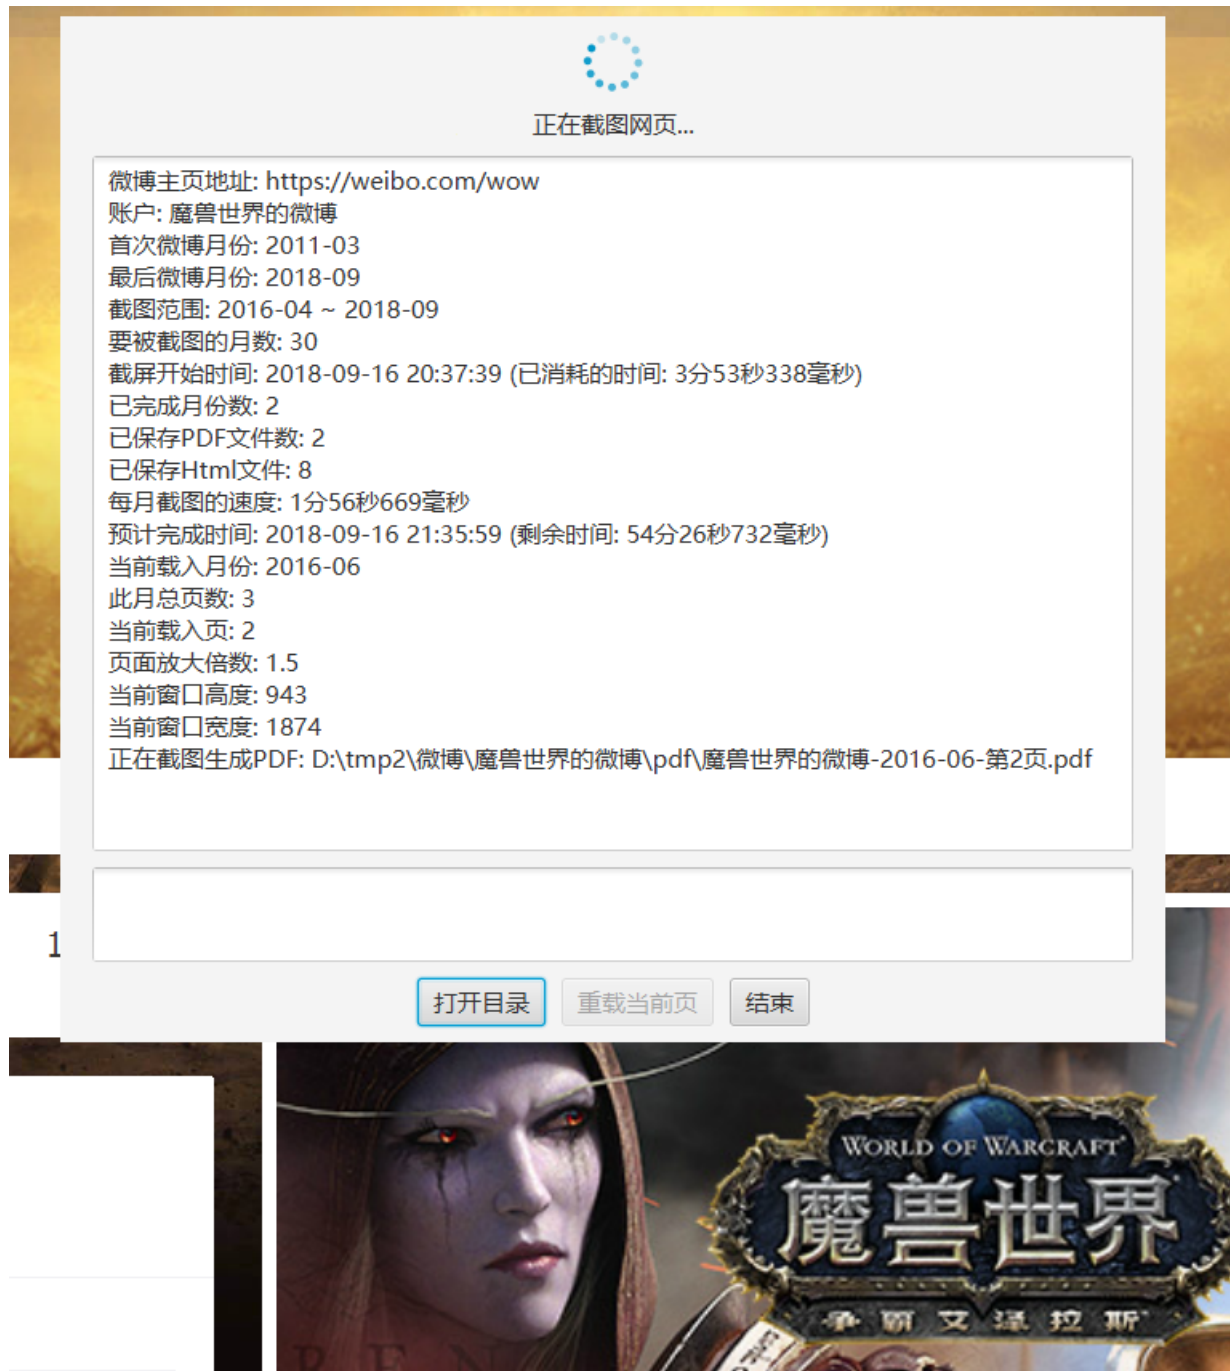 正在截图网页...
微博主页地址: https://weibo.com/wow
账户: 魔兽世界的微博
首次微博月份: 2011-03
最后微博月份: 2018-09
截图范围: 2016-04 ~ 2018-09
要被截图的月数: 30
截屏开始时间: 2018-09-16 20:37:39 (已消耗的时间: 3分53秒338毫秒)
已完成月份数: 2
已保存PDF文件数: 2
已保存Html文件: 8
每月截图的速度: 1分56秒669毫秒
预计完成时间: 2018-09-16 21:35:59 (剩余时间: 54分26秒732毫秒)
当前载入月份: 2016-06
此月总页数: 3
当前载入页: 2
页面放大倍数: 1.5
当前窗口高度: 943
当前窗口宽度: 1874
正在截图生成PDF: D:\tmp2\微博\魔兽世界的微博\pdf\魔兽世界的微博-2016-06-第2页.pdf
1
打开目录 重载当前页 结束
WORLD OF WARCRAFT
魔兽世界
争霸艾泽拉斯